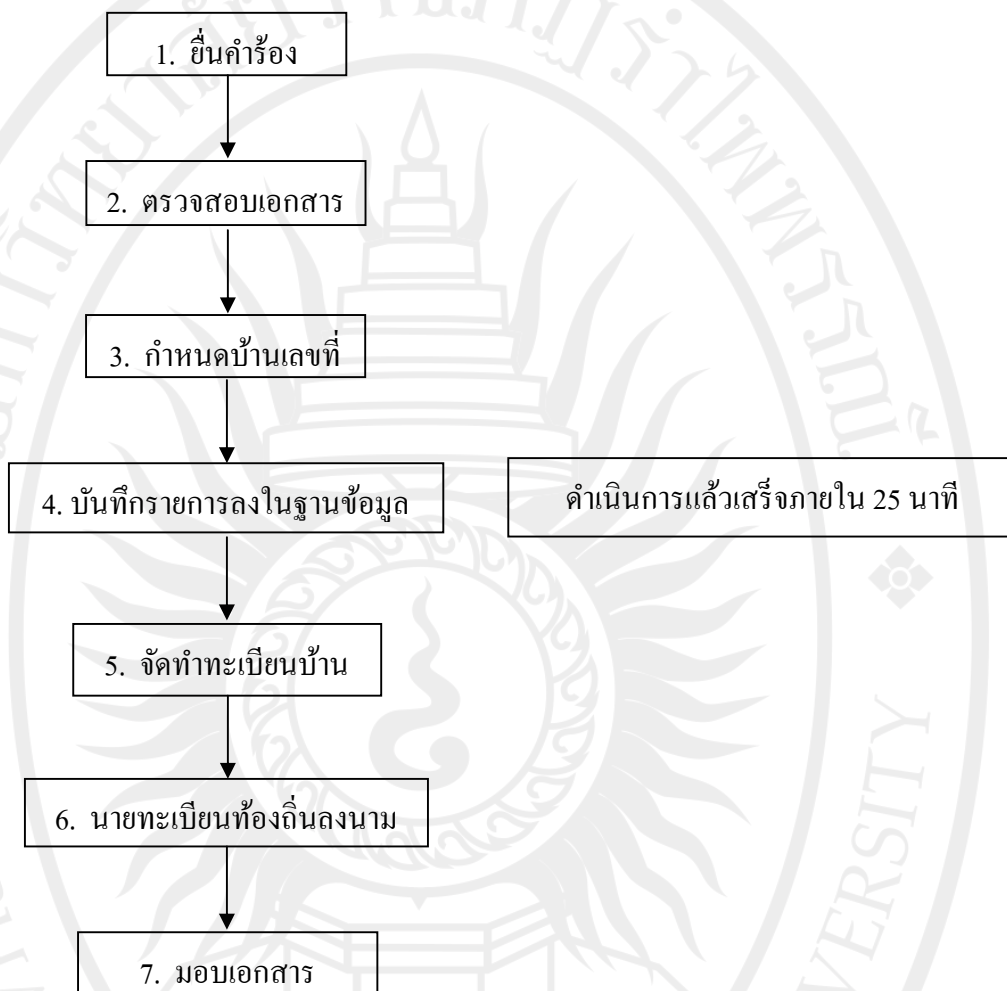 1. ยื่นคำร้อง
2. ตรวจสอบเอกสาร
3. กำหนดบ้านเลขที่
4. บันทึกรายการลงในฐานข้อมูล
ดำเนินการแล้วเสร็จภายใน 25 นาที
5. จัดทำทะเบียนบ้าน
6. นายทะเบียนท้องถิ่นลงนาม
7. มอบเอกสาร